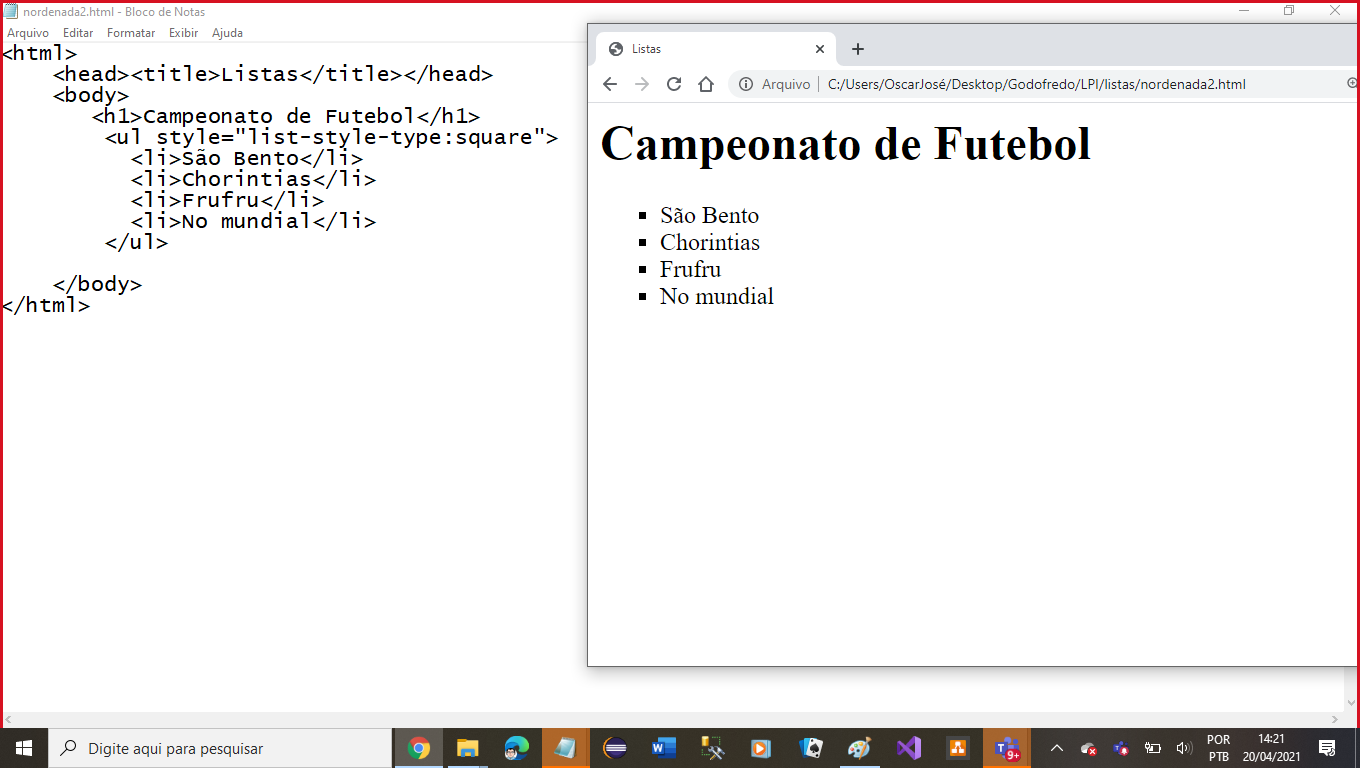 nordenada2.html - Bloco de Notas
Arquivo Editar Formatar Exibir Ajuda
<html>
<head><title>Listas</title></head>
<body>
<h1>Campeonato de Futebol</h1>
<ul style="list-style-type:square">
<li>São Bento</li>
<li>Chorintias</li>
<li>Frufru</li>
<li>No mundial</li>
</ul>
</body>
</html>
Listas
Arquivo C:/Users/OscarJosé/Desktop/Godofredo/LPI/listas/nordenada2.html
Campeonato de Futebol
São Bento
Chorintias
Frufru
No mundial
Digite aqui para pesquisar
9+
POR
PTB
14:21
20/04/2021